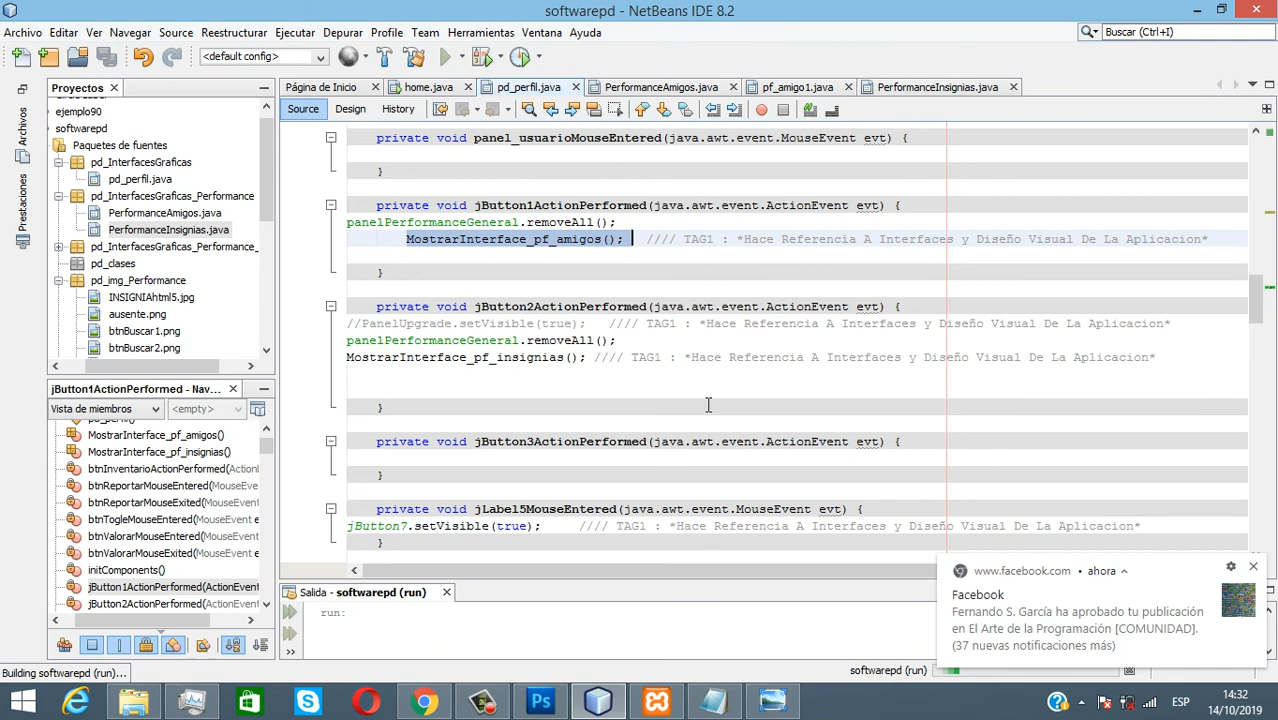 softwarepd - NetBeans IDE 8.2
Archivo Editar Ver Navegar Source Reestructurar Ejecutar Depurar Profile Team Herramientas Ventana Ayuda
Buscar (Ctrl+I)
<default config>
Proyectos
Página de Inicio home.java pd_perfil.java PerformanceAmigos.java pf_amigo1.java PerformanceInsignias.java
Source Design History
Archivos
Prestaciones
ejemplo90
softwarepd
Paquetes de fuentes
pd_InterfacesGraficas
pd_perfil.java
pd_InterfacesGraficas_Performance
PerformanceAmigos.java
PerformanceInsignias.java
pd_InterfacesGraficas_Performance_
pd_clases
pd_img_Performance
INSIGNIAhtml5.jpg
ausente.png
btnBuscar1.png
btnBuscar2.png
private void panel_usuarioMouseEntered(java.awt.event.MouseEvent evt) {
}
private void jButton1ActionPerformed(java.awt.event.ActionEvent evt) {
panelPerformanceGeneral.removeAll();
MostrarInterface_pf_amigos(); //// TAG1 : *Hace Referencia A Interfaces y Diseño Visual De La Aplicacion*
}
private void jButton2ActionPerformed(java.awt.event.ActionEvent evt) {
//PanelUpgrade.setVisible(true); //// TAG1 : *Hace Referencia A Interfaces y Diseño Visual De La Aplicacion*
panelPerformanceGeneral.removeAll();
MostrarInterface_pf_insignias(); //// TAG1 : *Hace Referencia A Interfaces y Diseño Visual De La Aplicacion*
}
private void jButton3ActionPerformed(java.awt.event.ActionEvent evt) {
}
private void jLabel5MouseEntered(java.awt.event.MouseEvent evt) {
jButton7.setVisible(true); //// TAG1 : *Hace Referencia A Interfaces y Diseño Visual De La Aplicacion*
}
jButton1ActionPerformed - Nav...
Vista de miembros <empty>
MostrarInterface_pf_amigos()
MostrarInterface_pf_insignias()
btnInventarioActionPerformed(ActionE
btnReportarMouseEntered(MouseEve
btnReportarMouseExited(MouseEvent
btnTogleMouseEntered(MouseEvent e
btnValorarMouseEntered(MouseEvent
btnValorarMouseExited(MouseEvent e
initComponents()
jButton1ActionPerformed(ActionEvent
jButton2ActionPerformed(ActionEvent
Salida - softwarepd (run)
run:
www.facebook.com • ahora
Facebook
Fernando S. García ha aprobado tu publicación
en El Arte de la Programación [COMUNIDAD].
(37 nuevas notificaciones más)
Building softwarepd (run)...
softwarepd (run)
ESP
14:32
14/10/2019